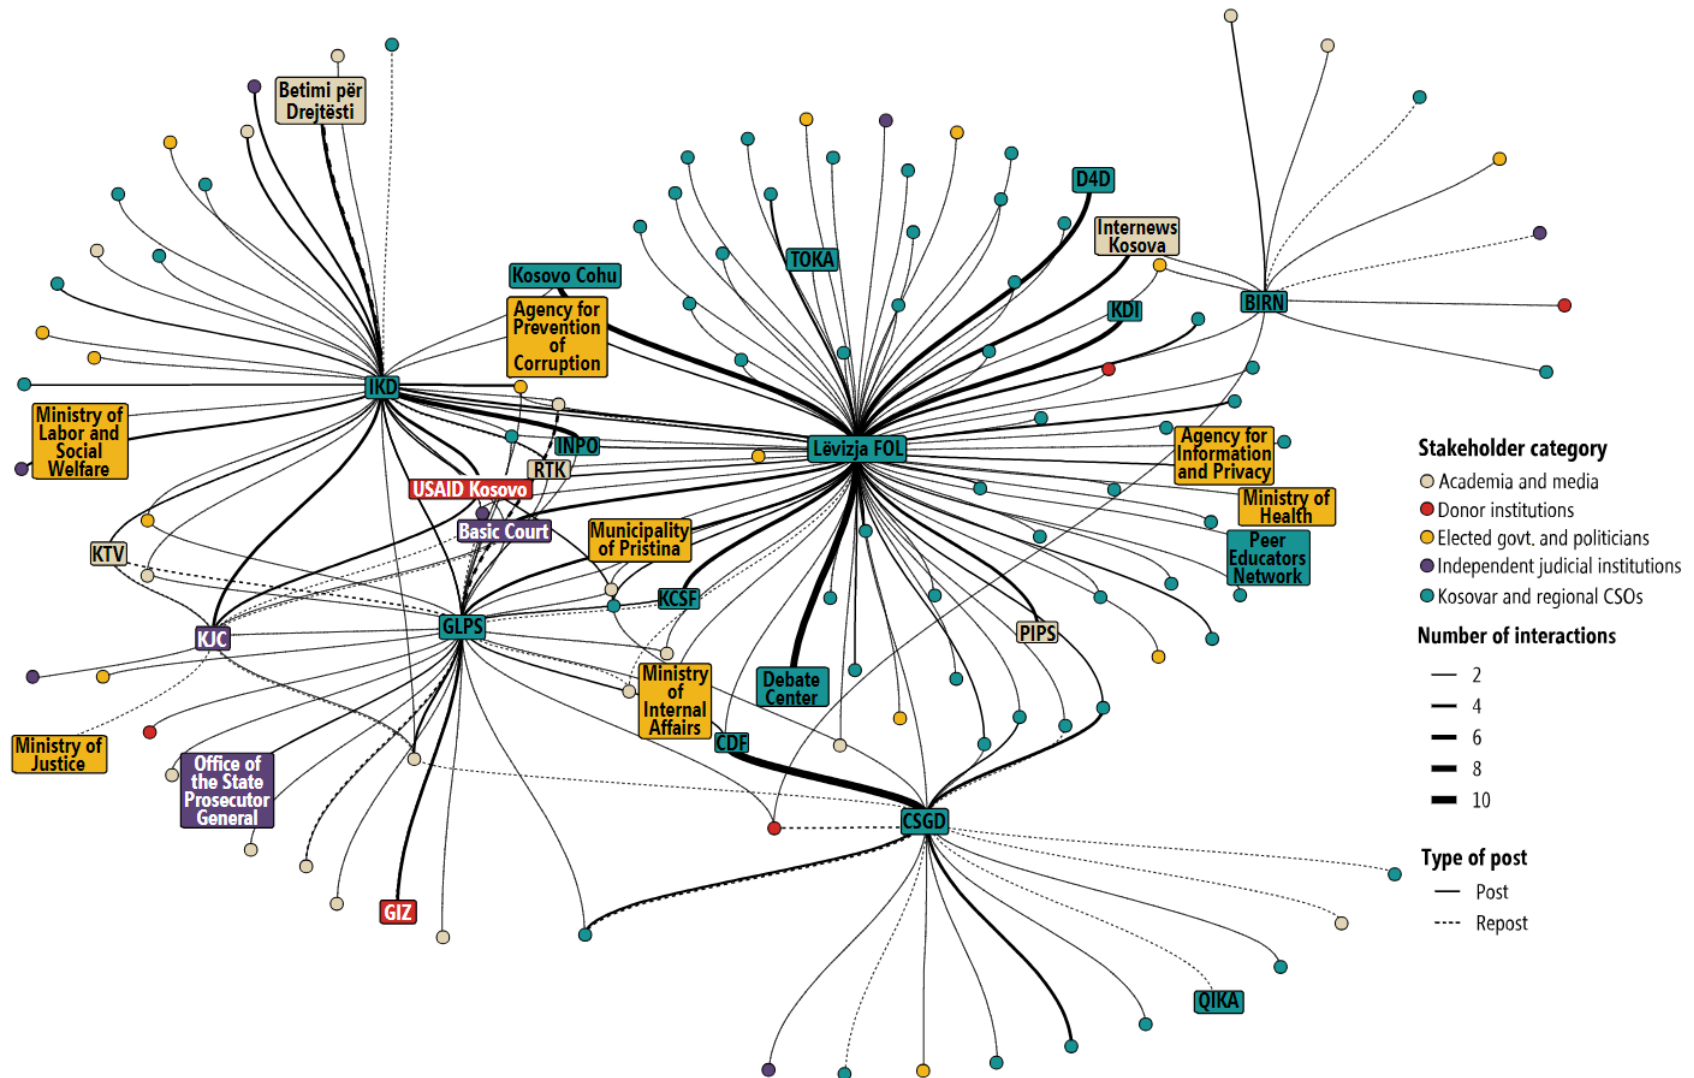 Betimi për
Drejtësti
D4D
Internews
Kosova
TOKA
Kosovo Cohu
BIRN
KDI
Agency for
Prevention
of
Corruption
IKD
Ministry of
Labor and
Social
Welfare
INPO
Lëvizja FOL
Agency for
Information
and Privacy
RTK
USAID Kosovo
Ministry of
Health
Basic Court
Municipality
of Pristina
Peer
Educators
Network
KTV
KCSF
GLPS
KJC
PIPS
Ministry
of
Internal
Affairs
Debate
Center
Ministry of
Justice
CDF
Office of
the State
Prosecutor
General
CSGD
GIZ
QIKA
Stakeholder category
Academia and media
Donor institutions
Elected govt. and politicians
Independent judicial institutions
Kosovar and regional CSOs
Number of interactions
2
4
6
8
10
Type of post
Post
Repost